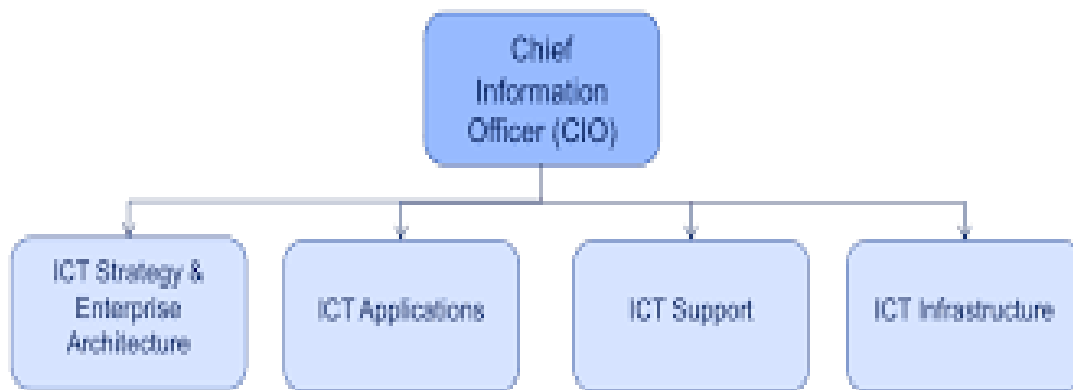 Chief
Information
Officer (CIO)
ICT Strategy &
Enterprise
Architecture
ICT Applications
ICT Support
ICT Infrastructure